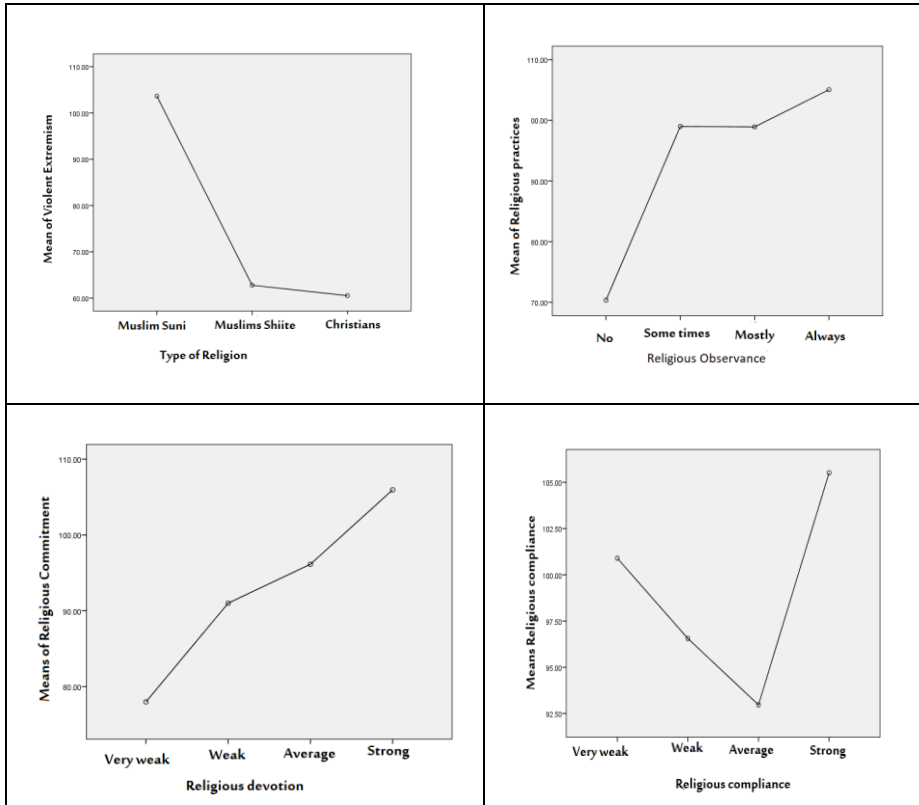 Mean of Violent Extremism
110.00
100.00
90.00
80.00
70.00
60.00
Muslim Suni Muslims Shiite Christians
Type of Religion
Mean of Religious practices
110.00
00.00
90.00
80.00
70.00
No Some times Mostly Always
Religious Observance
Means of Religious Commitment
110.00
100.00
90.00
80.00
Very weak Weak Average Strong
Religious devotion
Means Religious compliance
105.00
102.50
100.00
97.50
95.00
92.50
Very weak Weak Average Strong
Religious compliance